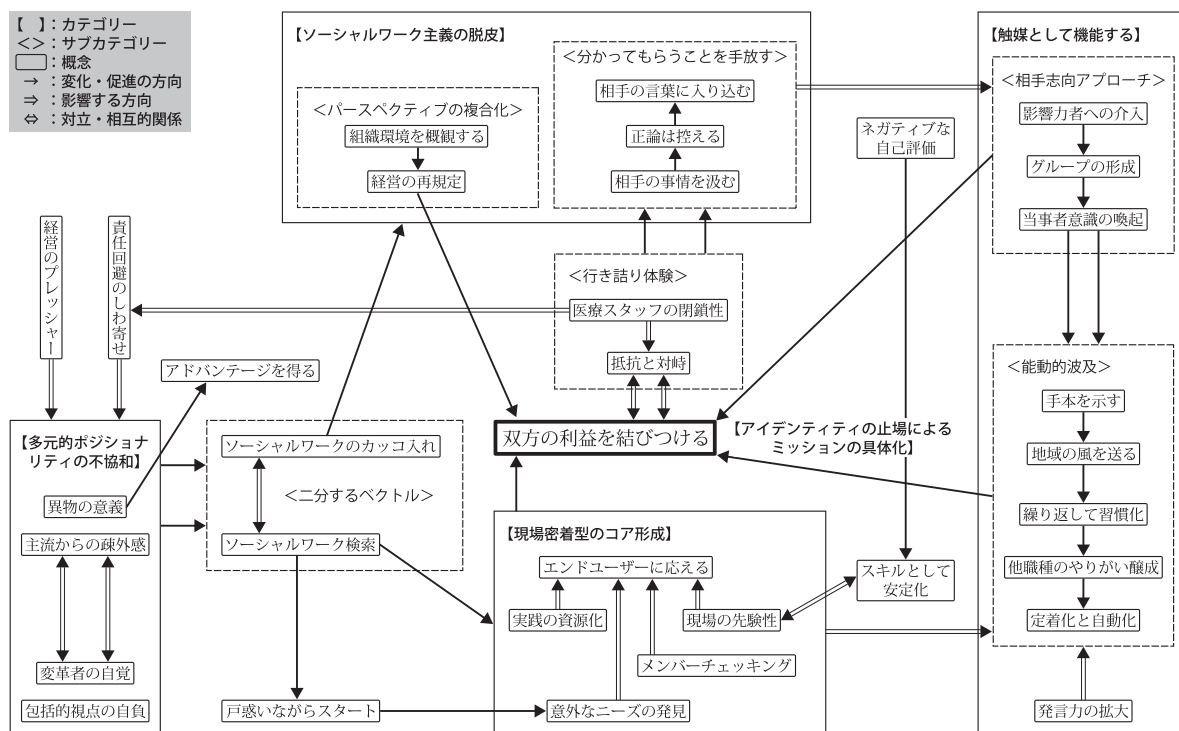 【 】：カテゴリー
＜＞：サブカテゴリー
：概念
→ ：変化・促進の方向
⇒ ：影響する方向
⇔ ：対立・相互的関係
【ソーシャルワーク主義の脱皮】
＜パースペクティブの複合化＞
組織環境を概観する
経営の再規定
＜分かってもらうことを手放す＞
相手の言葉に入り込む
正論は控える
相手の事情を汲む
ネガティブな
自己評価
【触媒として機能する】
＜相手志向アプローチ＞
影響力者への介入
グループの形成
当事者意識の喚起
経営のプレッシャー
責任回避のしわ寄せ
＜行き詰り体験＞
医療スタッフの閉鎖性
抵抗と対峙
アドバンテージを得る
双方の利益を結びつける
【アイデンティティの止揚による
ミッションの具体化】
＜能動的波及＞
手本を示す
地域の風を送る
繰り返して習慣化
他職種のやりがい醸成
定着化と自動化
発言力の拡大
【多元的ポジショナ
リティの不協和】
異物の意義
主流からの疎外感
変革者の自覚
包括的視点の自負
ソーシャルワークのカッコ入れ
＜二分するベクトル＞
ソーシャルワーク検索
戸惑いながらスタート
【現場密着型のコア形成】
エンドユーザーに応える
実践の資源化
現場の先験性
メンバーチェッキング
意外なニーズの発見
スキルとして
安定化